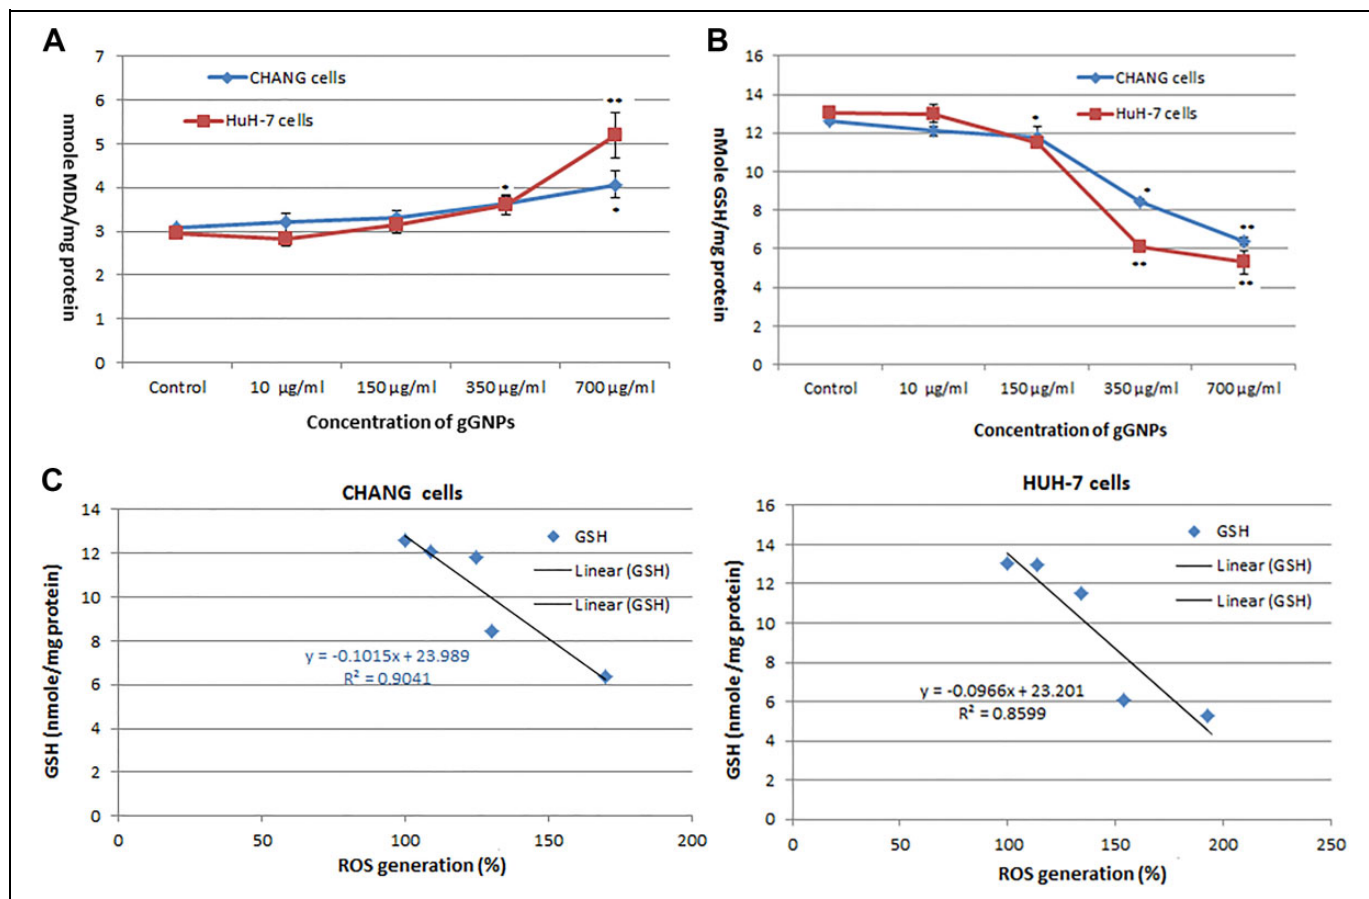 A
7
6
5
4
3
2
1
0
nmole MDA/mg protein
CHANG cells
HuH-7 cells
**
*
*
Control
10 µg/ml
150 µg/ml
350 µg/ml
700 µg/ml
Concentration of gGNPs
B
16
14
12
10
8
6
4
2
0
nMole GSH/mg protein
CHANG cells
HuH-7 cells
*
*
**
**
**
Control
10 µg/ml
150 µg/ml
350 µg/ml
700 µg/ml
Concentration of gGNPs
C
CHANG cells
14
12
10
8
6
4
2
0
GSH (nmole/mg protein)
GSH
Linear (GSH)
Linear (GSH)
y = -0.1015x + 23.989
R² = 0.9041
0
50
100
150
200
ROS generation (%)
HUH-7 cells
16
14
12
10
8
6
4
2
0
GSH (nmole /mg protein)
GSH
Linear (GSH)
Linear (GSH)
y = -0.0966x + 23.201
R² = 0.8599
0
50
100
150
200
250
ROS generation (%)